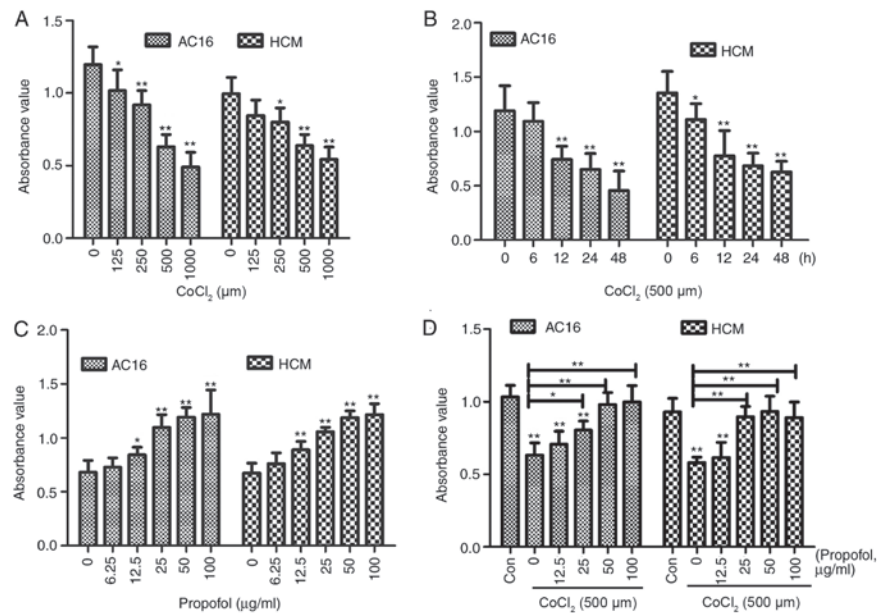 A
AC16 HCM
Absorbance value
1.5
1.0
0.5
0.0
* ** ** **
* ** **
0 125 250 500 1000 0 125 250 500 1000
CoCl₂ (μm)
B
AC16 HCM
Absorbance value
2.0
1.5
1.0
0.5
0.0
** ** **
* ** ** **
0 6 12 24 48 0 6 12 24 48 (h)
CoCl₂ (500 μm)
C
AC16 HCM
Absorbance value
2.0
1.5
1.0
0.5
0.0
* ** ** **
** ** ** **
0 6.25 12.5 25 50 100 0 6.25 12.5 25 50 100
Propofol (μg/ml)
D
AC16 HCM
Absorbance value
1.5
1.0
0.5
0.0
** **
** **
* **
** ** **
** **
Con 0 12.5 25 50 100 Con 0 12.5 25 50 100 (Propofol, μg/ml)
CoCl₂ (500 μm) CoCl₂ (500 μm)